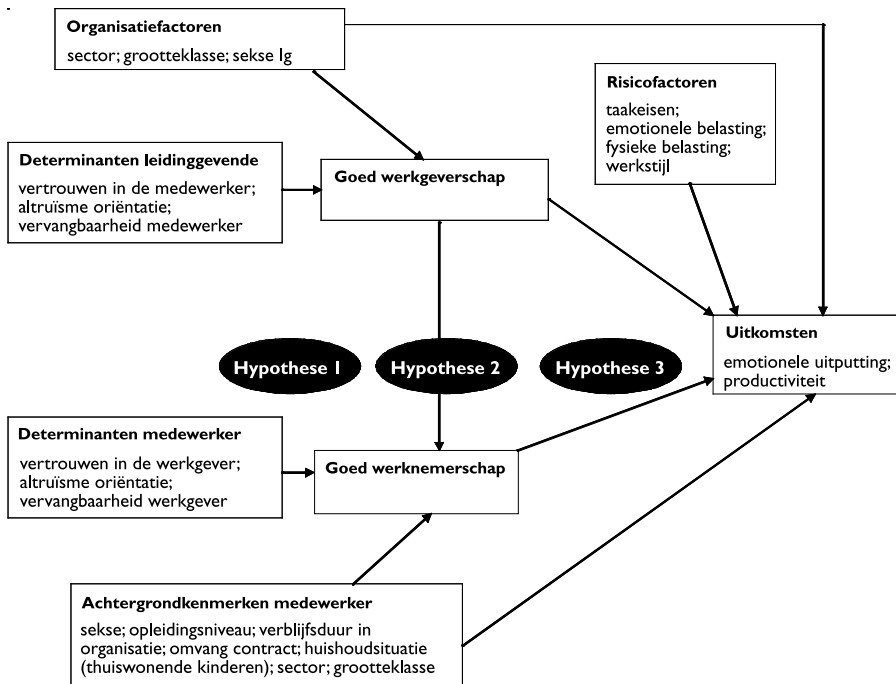 Organisatiefactoren
sector; grootteklasse; sekse lg
Risicofactoren
taakeisen;
emotionele belasting;
fysieke belasting;
werkstijl
Determinanten leidinggevende
vertrouwen in de medewerker;
altruïsme oriëntatie;
vervangbaarheid medewerker
Goed werkgeverschap
Uitkomsten
emotionele uitputting;
productiviteit
Hypothese 1
Hypothese 2
Hypothese 3
Determinanten medewerker
vertrouwen in de werkgever;
altruïsme oriëntatie;
vervangbaarheid werkgever
Goed werknemerschap
Achtergrondkenmerken medewerker
sekse; opleidingsniveau; verblijfsduur in
organisatie; omvang contract; huishoudsituatie
(thuiswonende kinderen); sector; grootteklasse